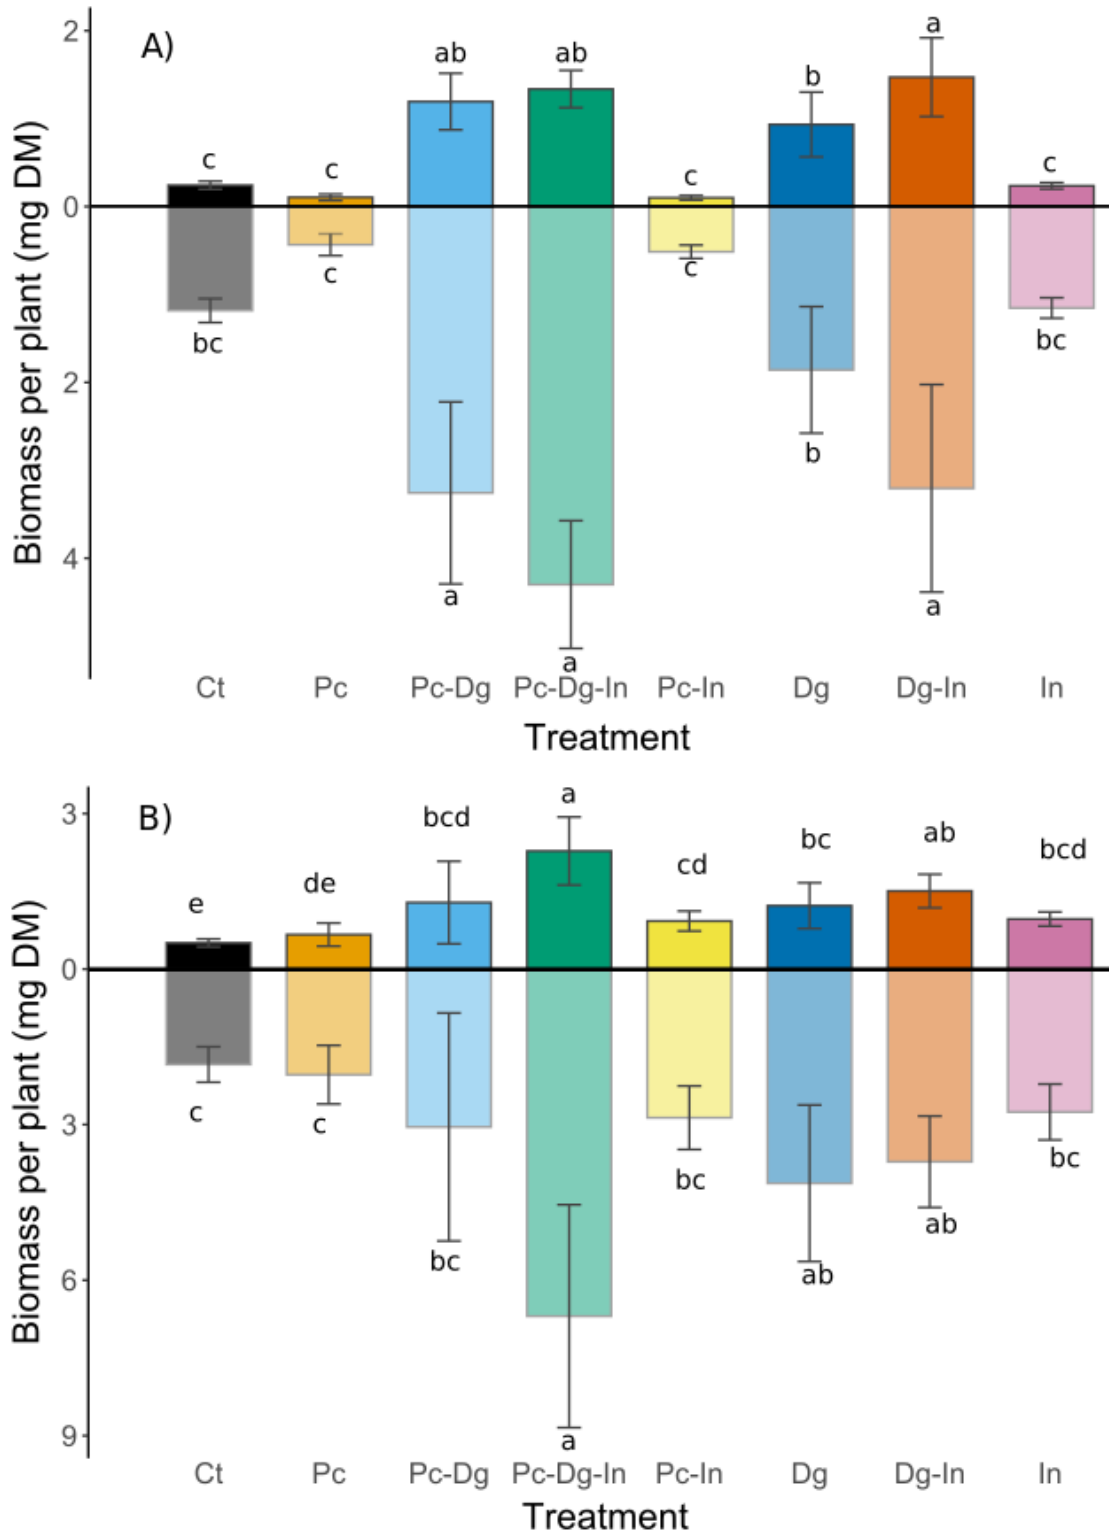 A)
Biomass per plant (mg DM)
2
0
2
4
c c ab ab c b a c
bc c a a c b a bc
Ct Pc Pc-Dg Pc-Dg-In Pc-In Dg Dg-In In
Treatment
B)
Biomass per plant (mg DM)
3
0
3
6
9
e de bcd a cd bc ab bcd
c c bc a bc ab ab bc
Ct Pc Pc-Dg Pc-Dg-In Pc-In Dg Dg-In In
Treatment